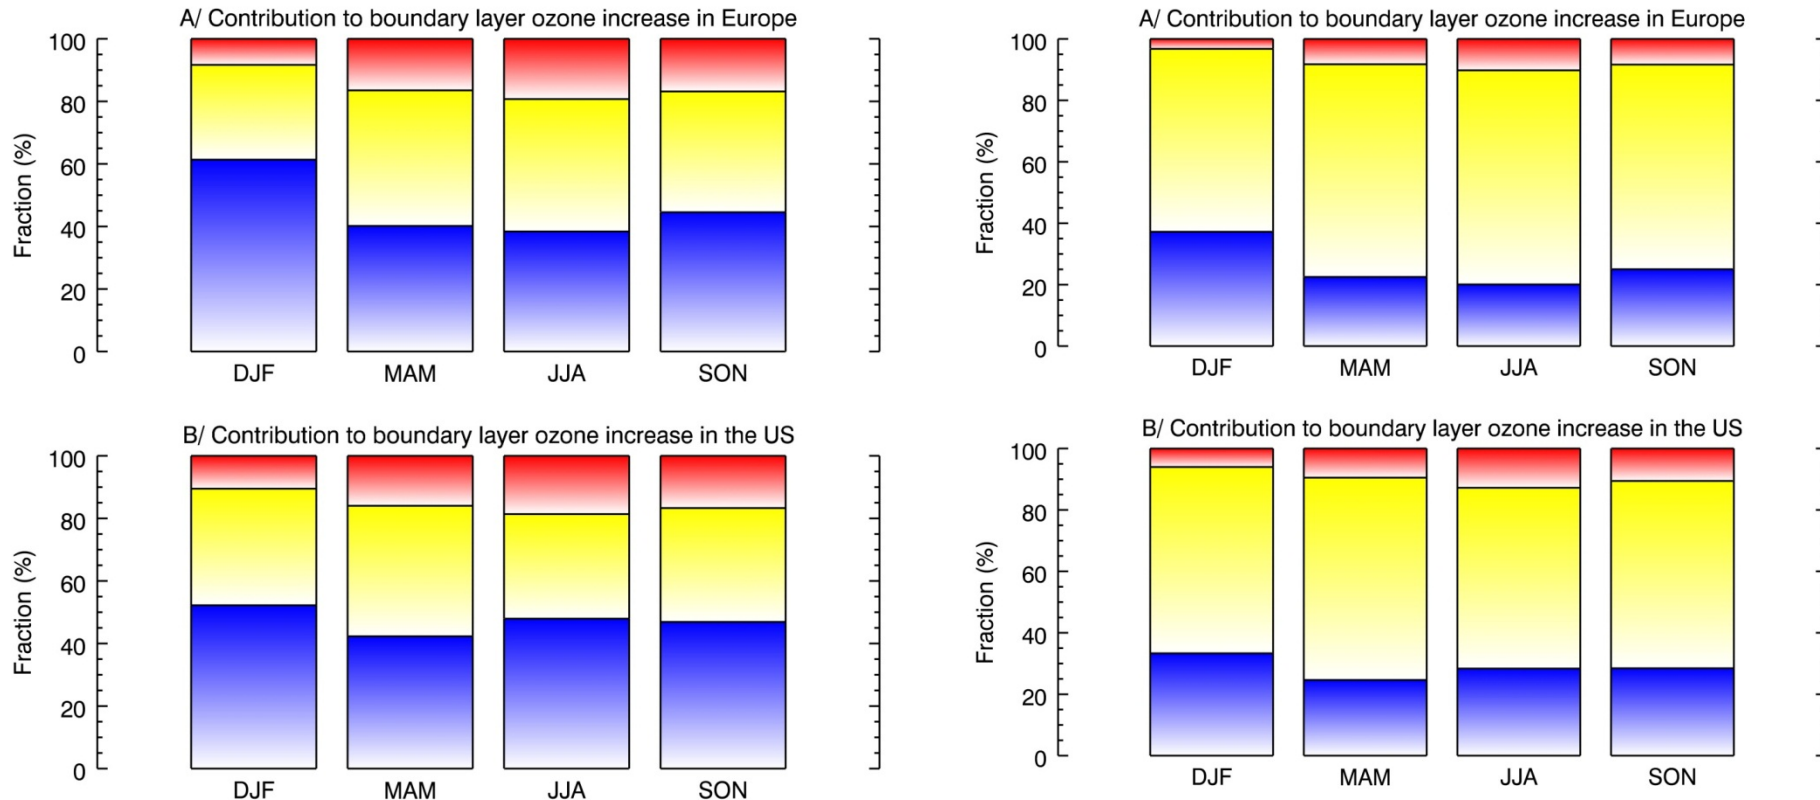 A/ Contribution to boundary layer ozone increase in Europe
100
80
60
40
20
0
Fraction (%)
DJF MAM JJA SON
A/ Contribution to boundary layer ozone increase in Europe
100
80
60
40
20
0
Fraction (%)
DJF MAM JJA SON
B/ Contribution to boundary layer ozone increase in the US
100
80
60
40
20
0
Fraction (%)
DJF MAM JJA SON
B/ Contribution to boundary layer ozone increase in the US
100
80
60
40
20
0
Fraction (%)
DJF MAM JJA SON